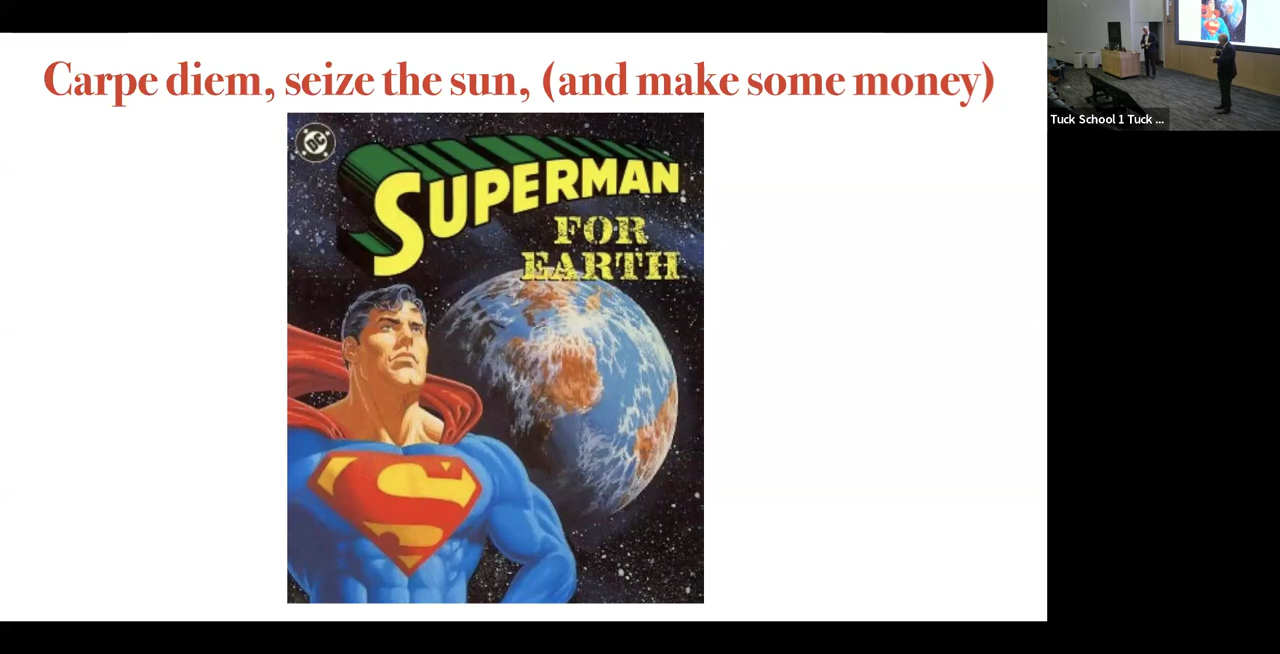 Carpe diem, seize the sun, (and make some money)
DC
SUPERMAN
FOR
EARTH
S
Tuck School 1 Tuck ...